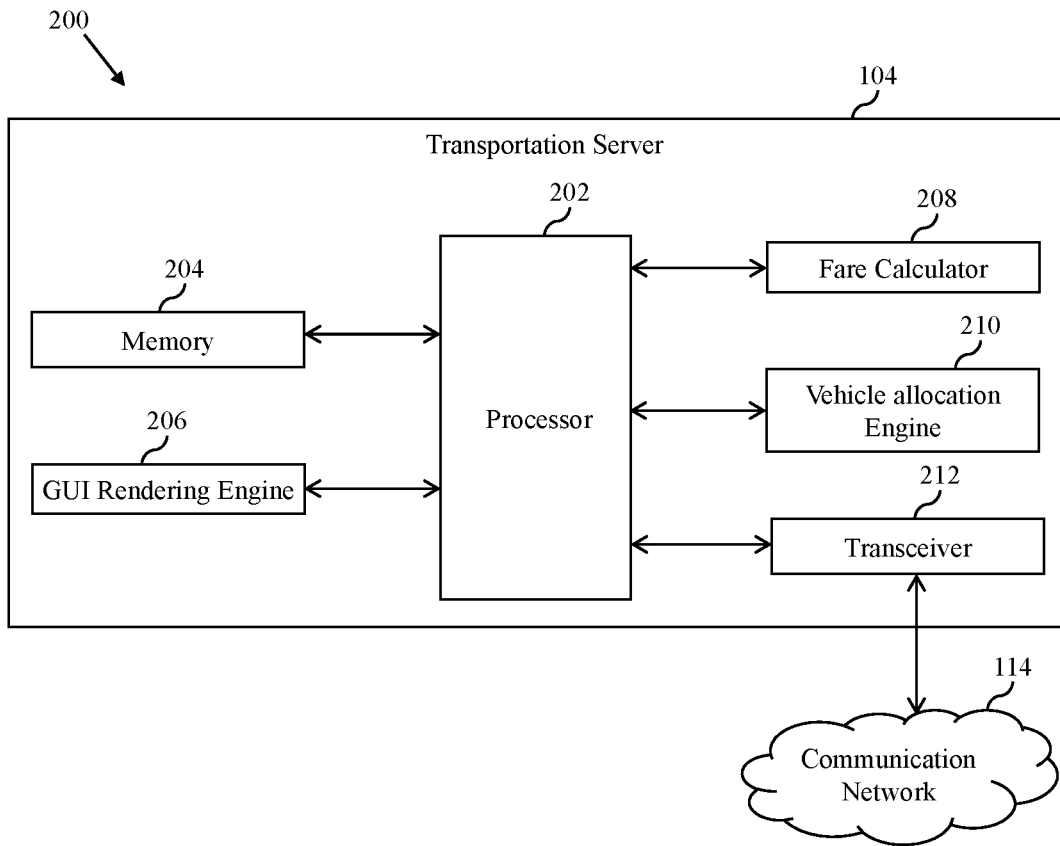 200
104
Transportation Server
202
208
Fare Calculator
204
Memory
210
Vehicle allocation
Engine
Processor
206
GUI Rendering Engine
212
Transceiver
114
Communication
Network